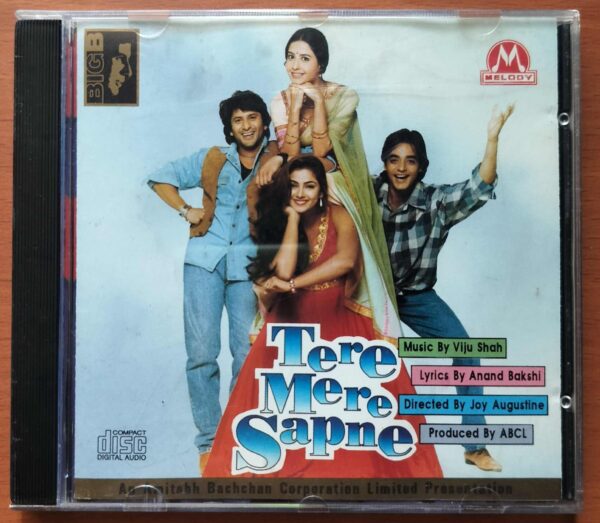 BIG B
M
MELODY
Tere
Mere
Sapne
Music By Viju Shah
Lyrics By Anand Bakshi
Directed By Joy Augustine
Produced By ABCL
COMPACT
disc
DIGITAL AUDIO
An Amitabh Bachchan Corporation Limited Presentation